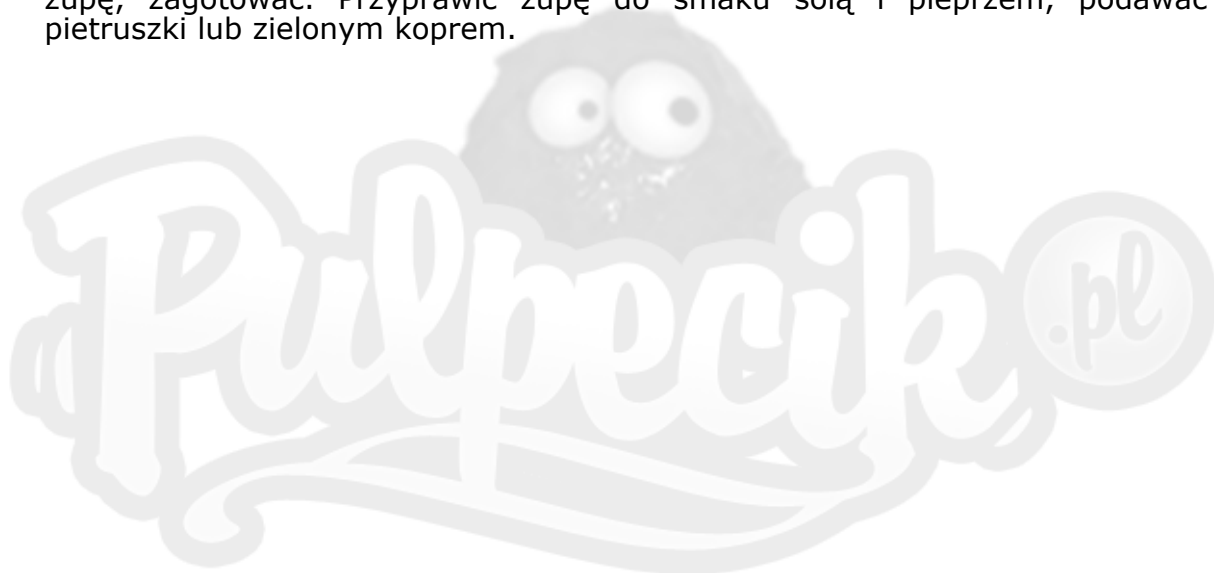 zupę, zagotować. Przyprawić zupę do smaku solą i pieprzem, podawać
pietruszki lub zielonym koprem.
Pulpecik
.pl